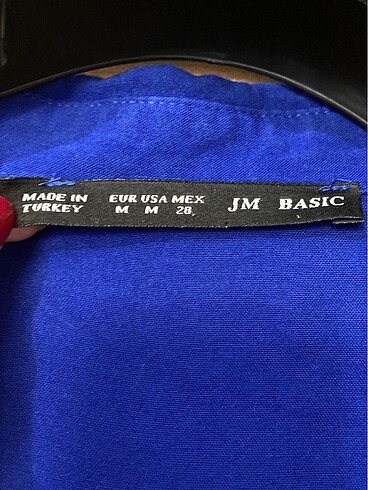 MADE IN EUR USA MEX JM BASIC
TURKEY M M 28